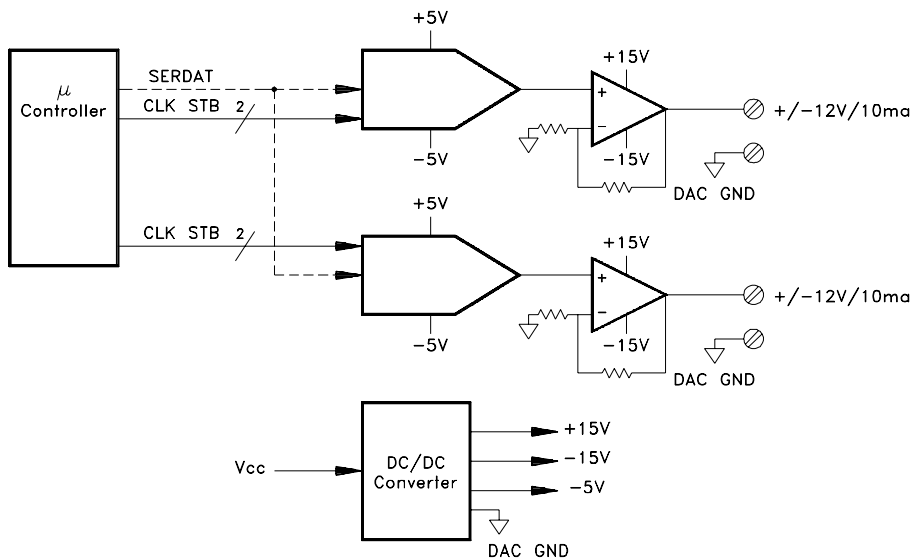 +5V
μ
Controller
SERDAT
CLK STB 2
-5V
+15V
+
-
-15V
+/-12V/10ma
DAC GND
+5V
CLK STB 2
-5V
+15V
+
-
-15V
+/-12V/10ma
DAC GND
Vcc
DC/DC
Converter
+15V
-15V
-5V
DAC GND